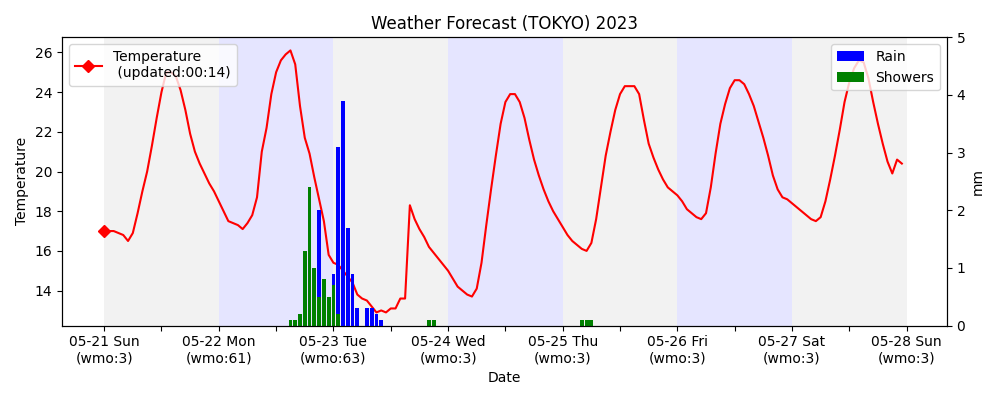 Weather Forecast (TOKYO) 2023
Temperature
(updated:00:14)
Rain
Showers
26
24
22
20
18
16
14
Temperature
5
4
3
2
1
0
mm
05-21 Sun
(wmo:3)
05-22 Mon
(wmo:61)
05-23 Tue
(wmo:63)
05-24 Wed
(wmo:3)
05-25 Thu
(wmo:3)
05-26 Fri
(wmo:3)
05-27 Sat
(wmo:3)
05-28 Sun
(wmo:3)
Date